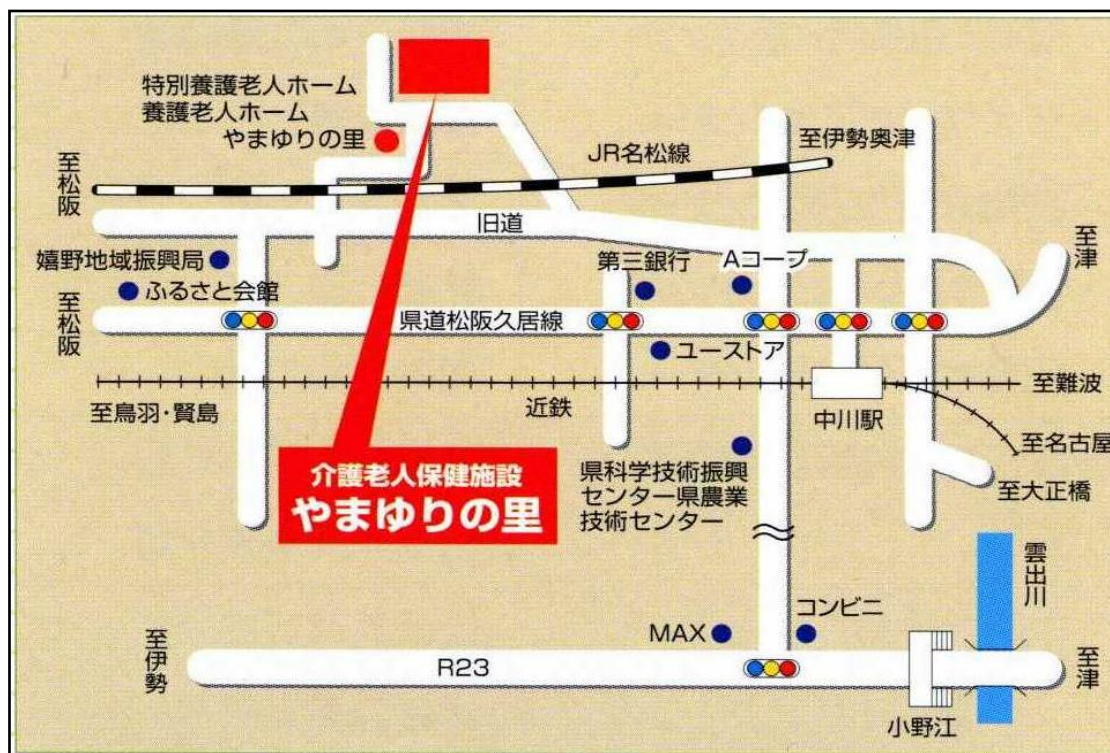 特別養護老人ホーム
養護老人ホーム
やまゆりの里
至伊勢奥津
JR名松線
至松阪
旧道
至津
嬉野地域振興局
第三銀行
Aコープ
ふるさと会館
至松阪
県道松阪久居線
ユーストア
至難波
至鳥羽・賢島
近鉄
中川駅
至名古屋
介護老人保健施設
やまゆりの里
県科学技術振興
センター県農業
技術センター
至大正橋
雲出川
コンビニ
MAX
至伊勢
R23
至津
小野江